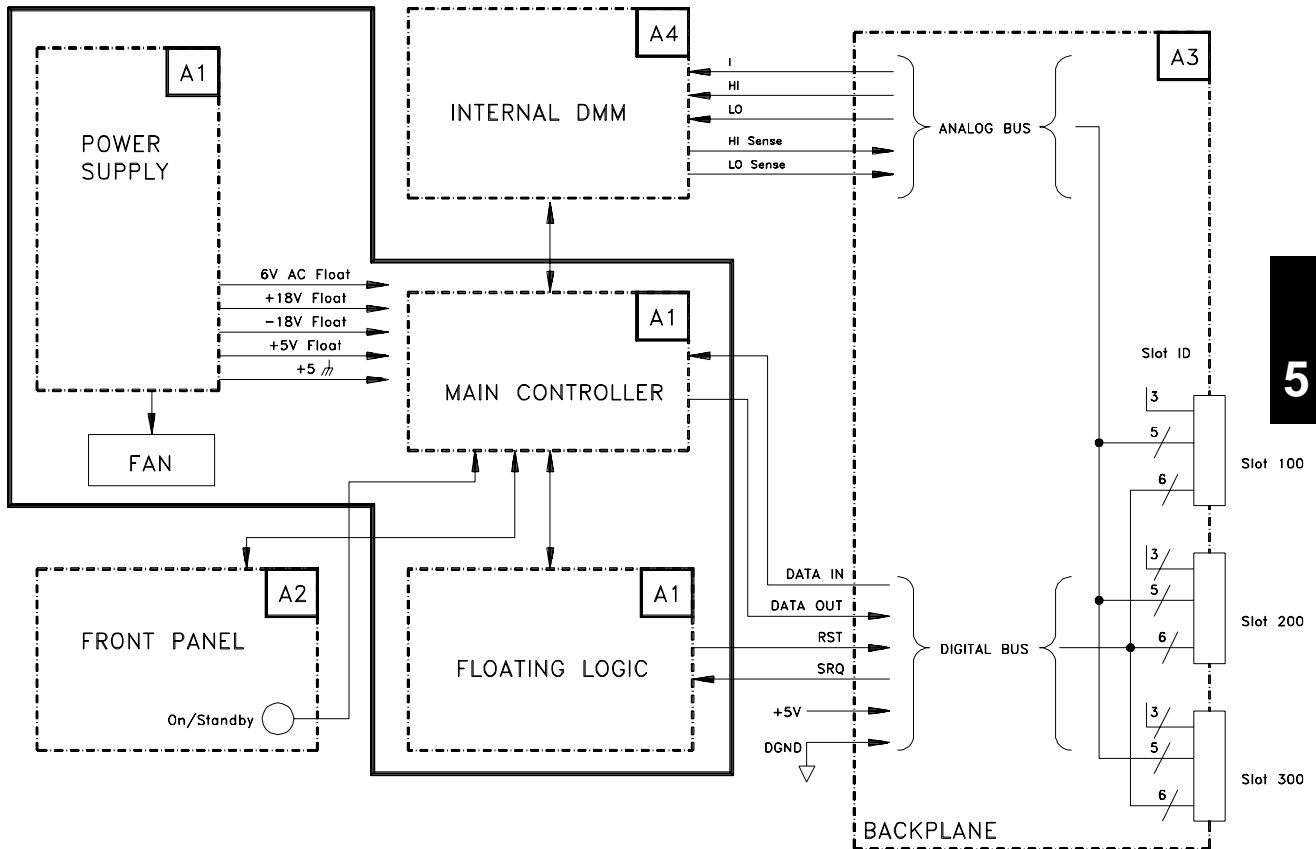 A1
POWER
SUPPLY
6V AC Float
+18V Float
-18V Float
+5V Float
+5
FAN
A4
INTERNAL DMM
I
HI
LO
HI Sense
LO Sense
A1
MAIN CONTROLLER
A2
FRONT PANEL
On/Standby
A1
FLOATING LOGIC
DATA IN
DATA OUT
RST
SRQ
+5V
DGND
A3
ANALOG BUS
DIGITAL BUS
Slot ID
3
5
6
Slot 100
3
5
6
Slot 200
3
5
6
Slot 300
BACKPLANE
5